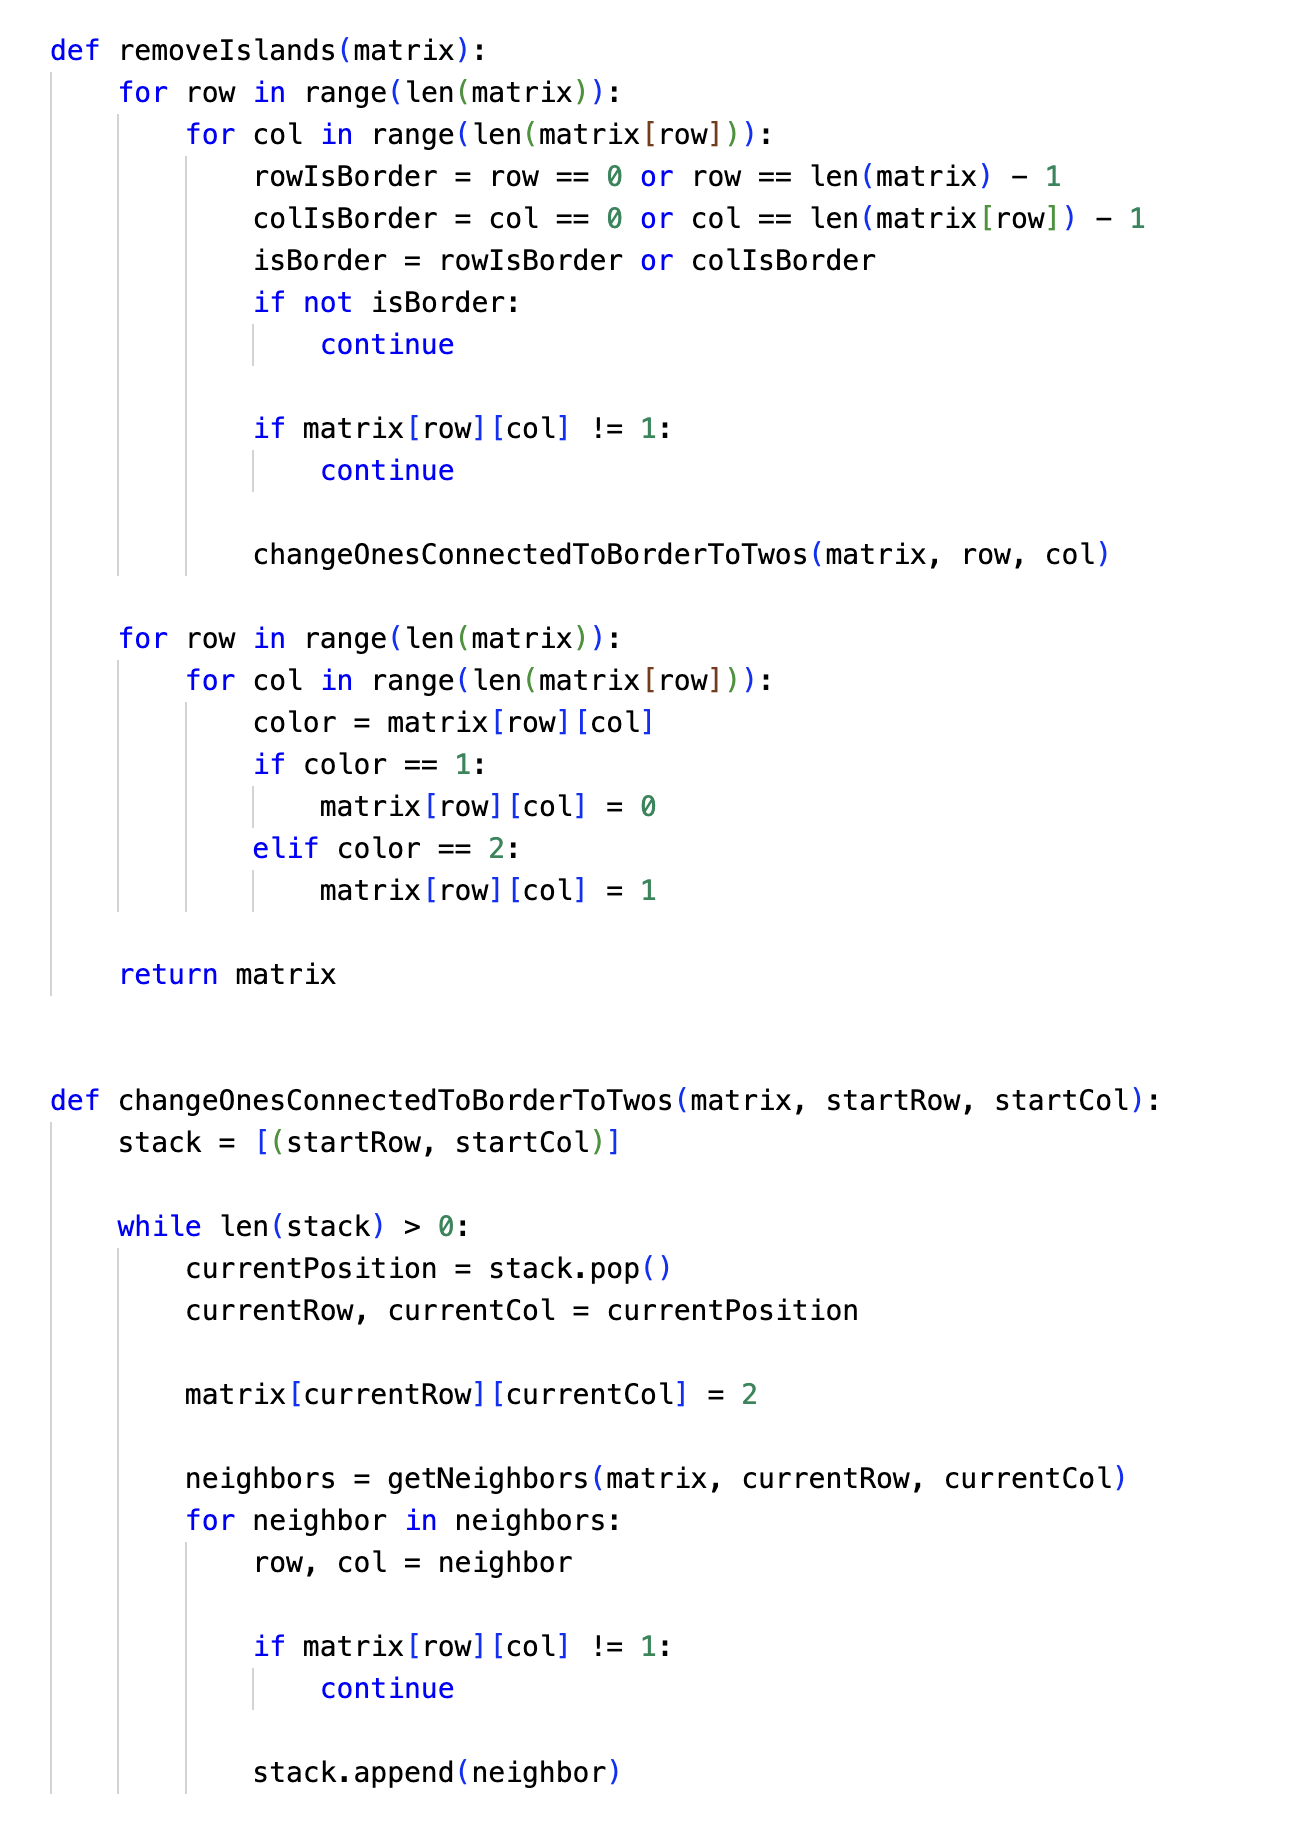 def removeIslands(matrix):
    for row in range(len(matrix)):
        for col in range(len(matrix[row])):
            rowIsBorder = row == 0 or row == len(matrix) - 1
            colIsBorder = col == 0 or col == len(matrix[row]) - 1
            isBorder = rowIsBorder or colIsBorder
            if not isBorder:
                continue

            if matrix[row][col] != 1:
                continue

            changeOnesConnectedToBorderToTwos(matrix, row, col)

    for row in range(len(matrix)):
        for col in range(len(matrix[row])):
            color = matrix[row][col]
            if color == 1:
                matrix[row][col] = 0
            elif color == 2:
                matrix[row][col] = 1

    return matrix


def changeOnesConnectedToBorderToTwos(matrix, startRow, startCol):
    stack = [(startRow, startCol)]

    while len(stack) > 0:
        currentPosition = stack.pop()
        currentRow, currentCol = currentPosition

        matrix[currentRow][currentCol] = 2

        neighbors = getNeighbors(matrix, currentRow, currentCol)
        for neighbor in neighbors:
            row, col = neighbor

            if matrix[row][col] != 1:
                continue

            stack.append(neighbor)